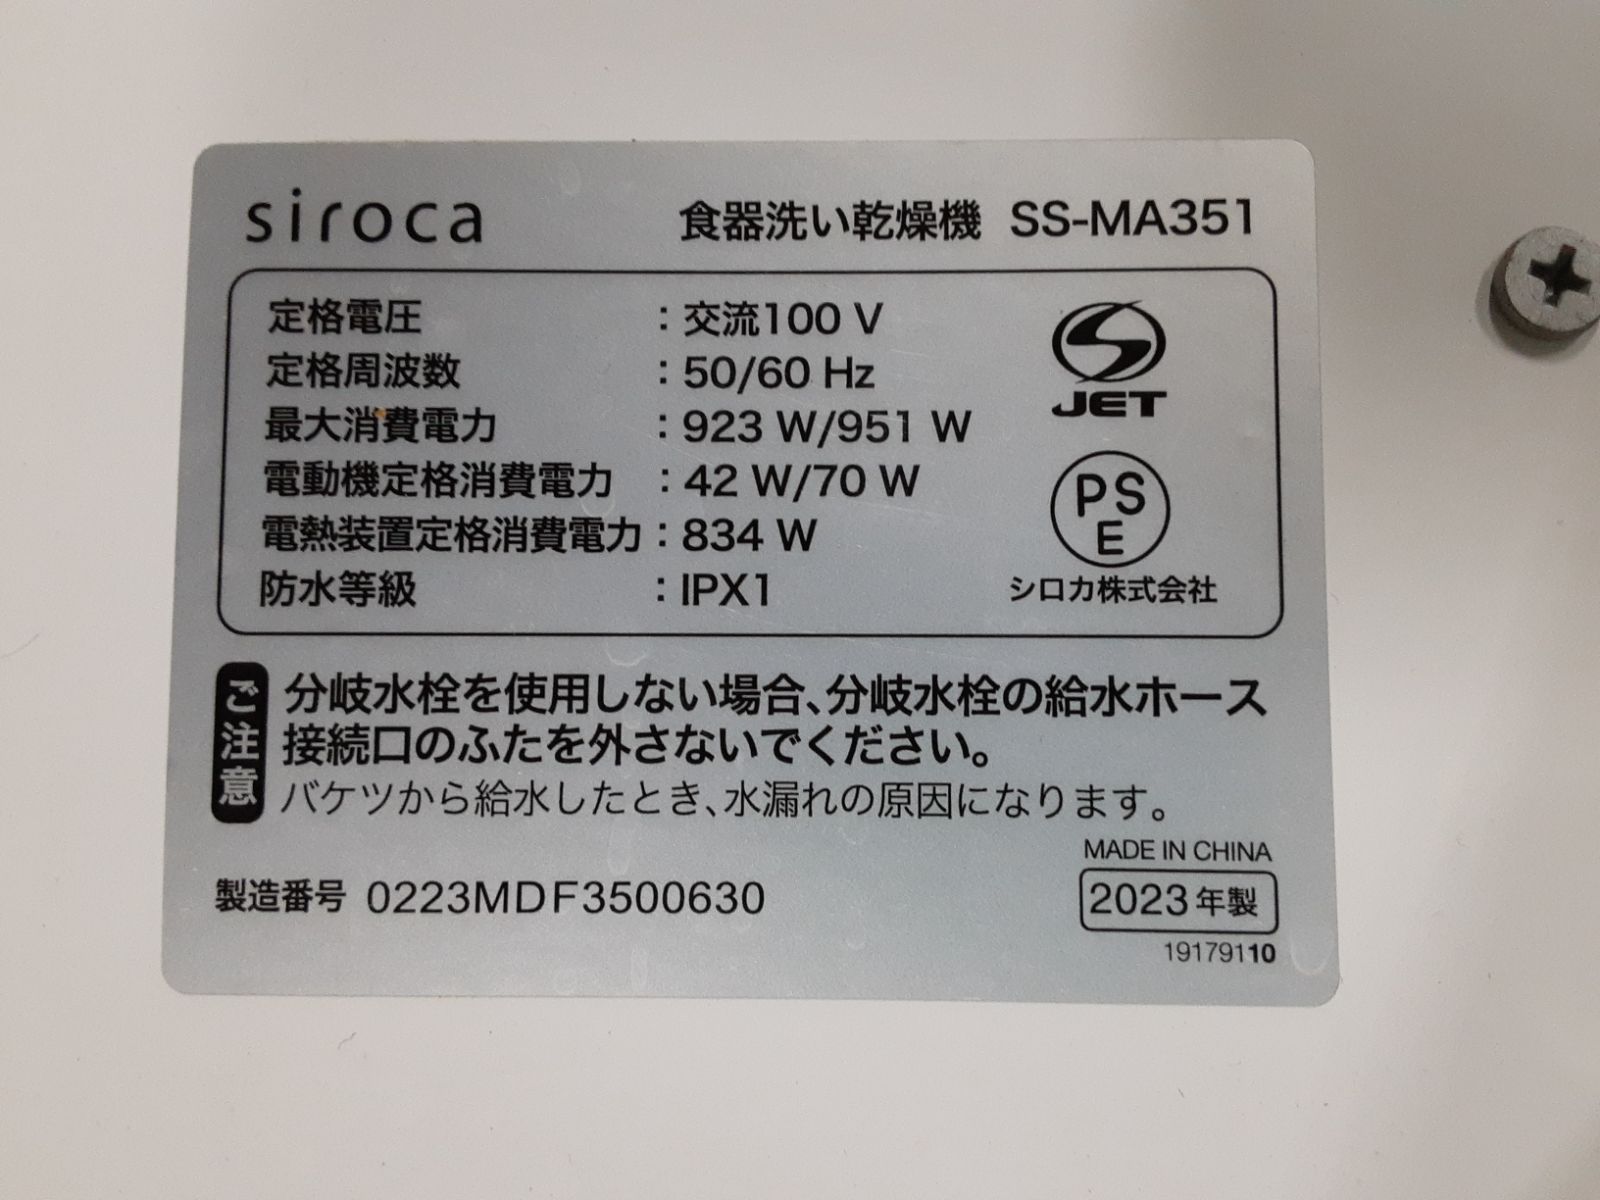 siroca 食器洗い乾燥機 SS-MA351
定格電圧 : 交流100 V
定格周波数 : 50/60 Hz
最大消費電力 : 923 W/951 W
電動機定格消費電力 : 42 W/70 W
電熱装置定格消費電力 : 834 W
防水等級 : IPX1
JET
PS
E
シロカ株式会社
ご注意
分岐水栓を使用しない場合、分岐水栓の給水ホース
接続口のふたを外さないでください。
バケツから給水したとき、水漏れの原因になります。
製造番号 0223MDF3500630
MADE IN CHINA
2023年製
19179110